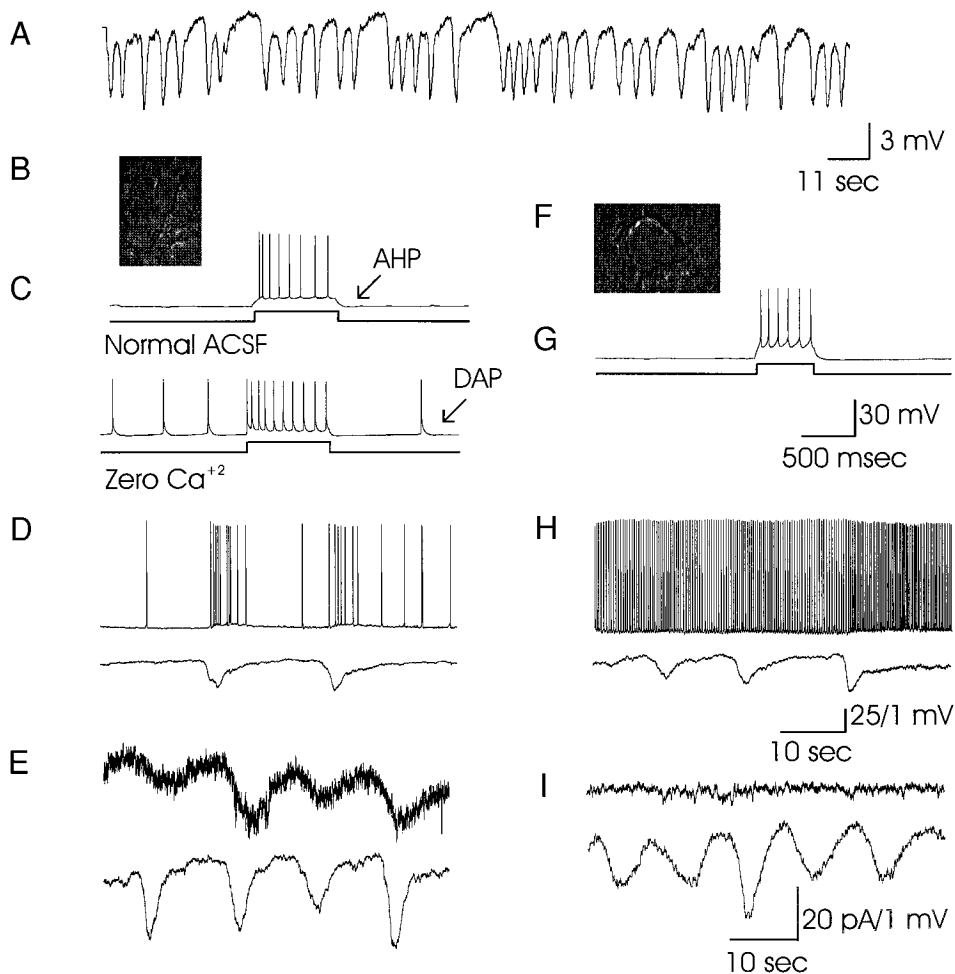 A
3 mV
11 sec
B
F
AHP
C
Normal ACSF
G
DAP
30 mV
500 msec
Zero Ca+2
D
H
25/1 mV
10 sec
E
I
20 pA/1 mV
10 sec